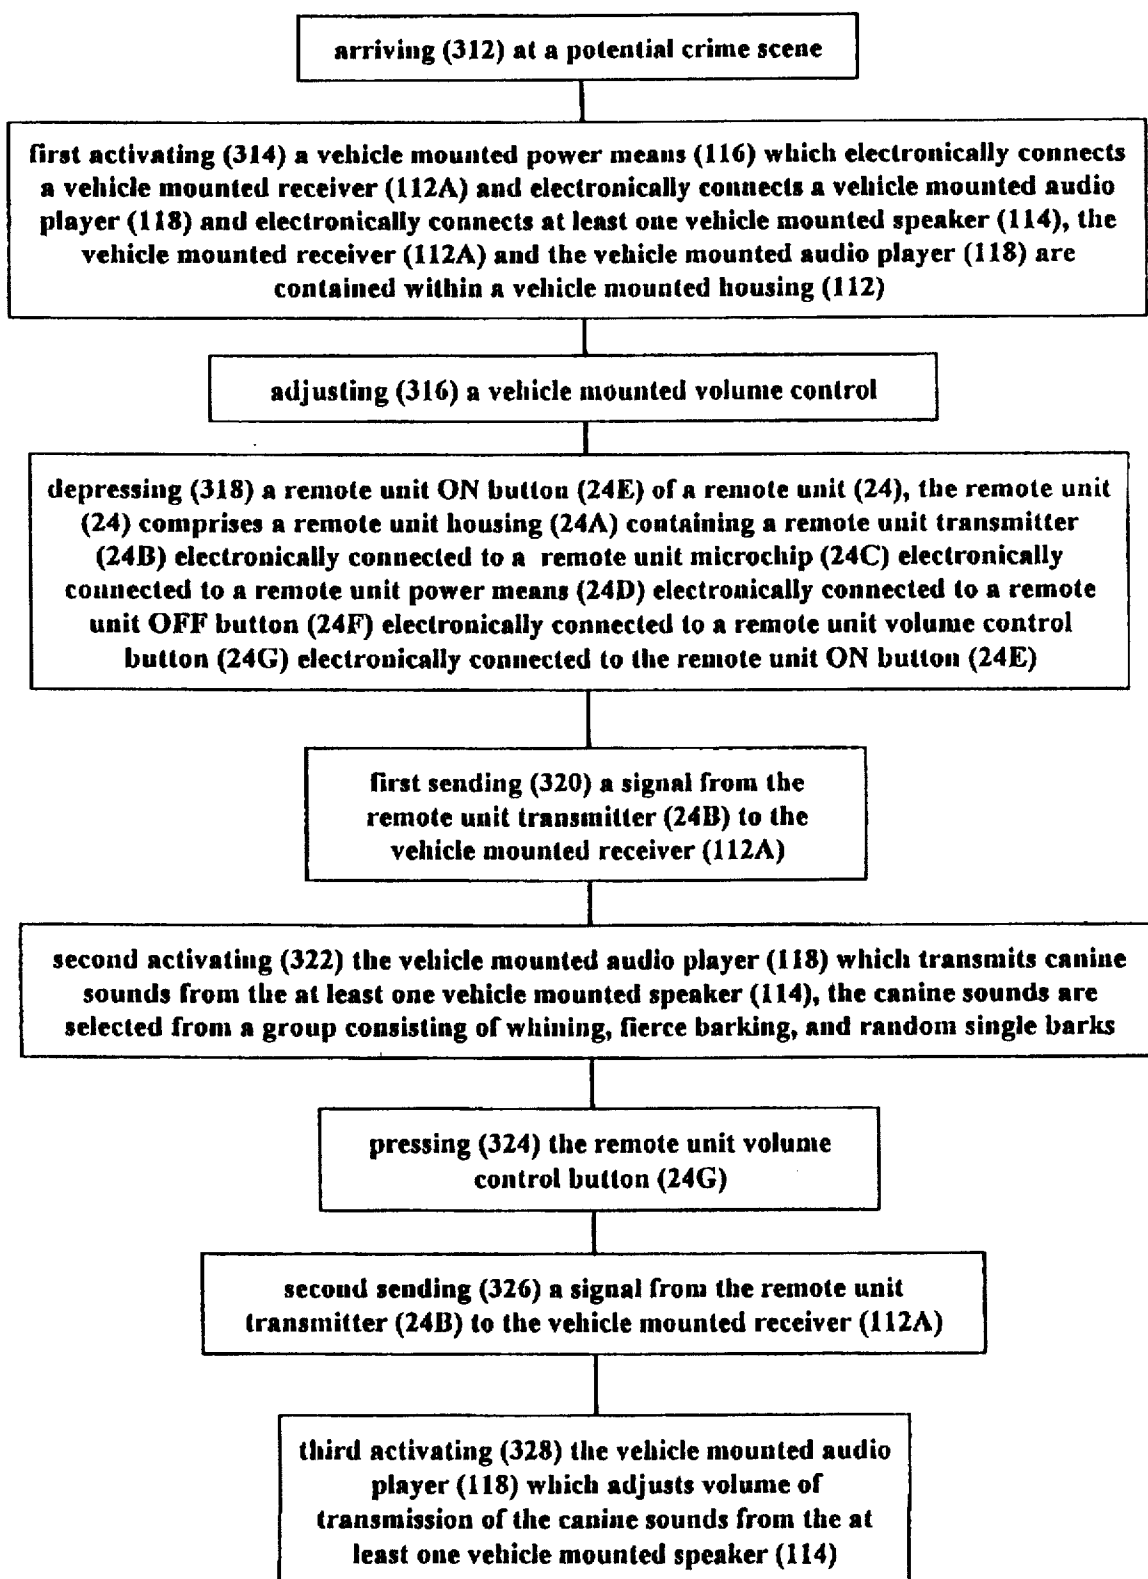 arriving (312) at a potential crime scene
first activating (314) a vehicle mounted power means (116) which electronically connects
a vehicle mounted receiver (112A) and electronically connects a vehicle mounted audio
player (118) and electronically connects at least one vehicle mounted speaker (114), the
vehicle mounted receiver (112A) and the vehicle mounted audio player (118) are
contained within a vehicle mounted housing (112)
adjusting (316) a vehicle mounted volume control
depressing (318) a remote unit ON button (24E) of a remote unit (24), the remote unit
(24) comprises a remote unit housing (24A) containing a remote unit transmitter
(24B) electronically connected to a remote unit microchip (24C) electronically
connected to a remote unit power means (24D) electronically connected to a remote
unit OFF button (24F) electronically connected to a remote unit volume control
button (24G) electronically connected to the remote unit ON button (24E)
first sending (320) a signal from the
remote unit transmitter (24B) to the
vehicle mounted receiver (112A)
second activating (322) the vehicle mounted audio player (118) which transmits canine
sounds from the at least one vehicle mounted speaker (114), the canine sounds are
selected from a group consisting of whining, fierce barking, and random single barks
pressing (324) the remote unit volume
control button (24G)
second sending (326) a signal from the remote unit
transmitter (24B) to the vehicle mounted receiver (112A)
third activating (328) the vehicle mounted audio
player (118) which adjusts volume of
transmission of the canine sounds from the at
least one vehicle mounted speaker (114)